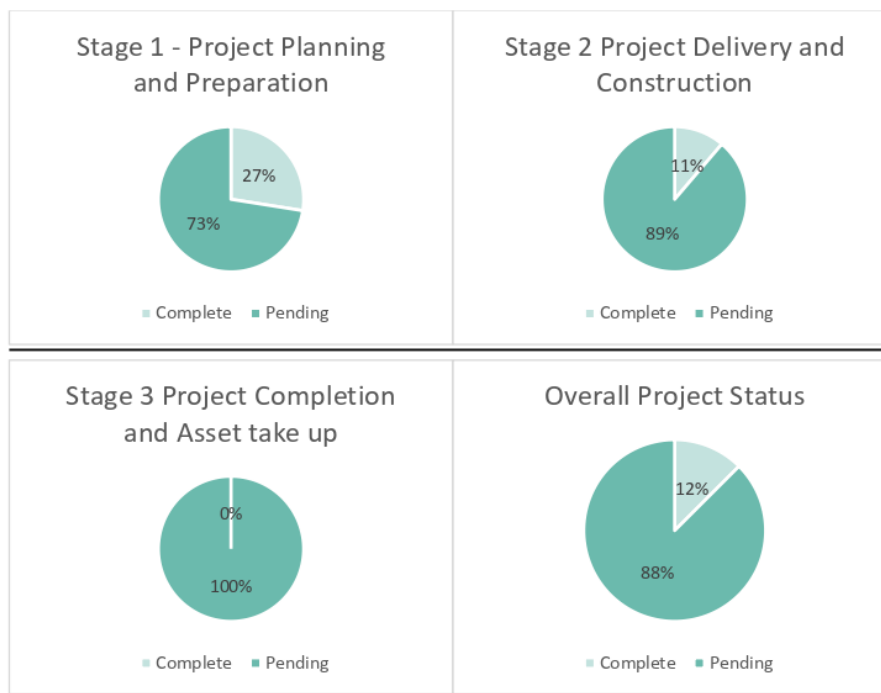 Stage 1 - Project Planning
and Preparation
27%
73%
Complete Pending
Stage 2 Project Delivery and
Construction
11%
89%
Complete Pending
Stage 3 Project Completion
and Asset take up
0%
100%
Complete Pending
Overall Project Status
12%
88%
Complete Pending